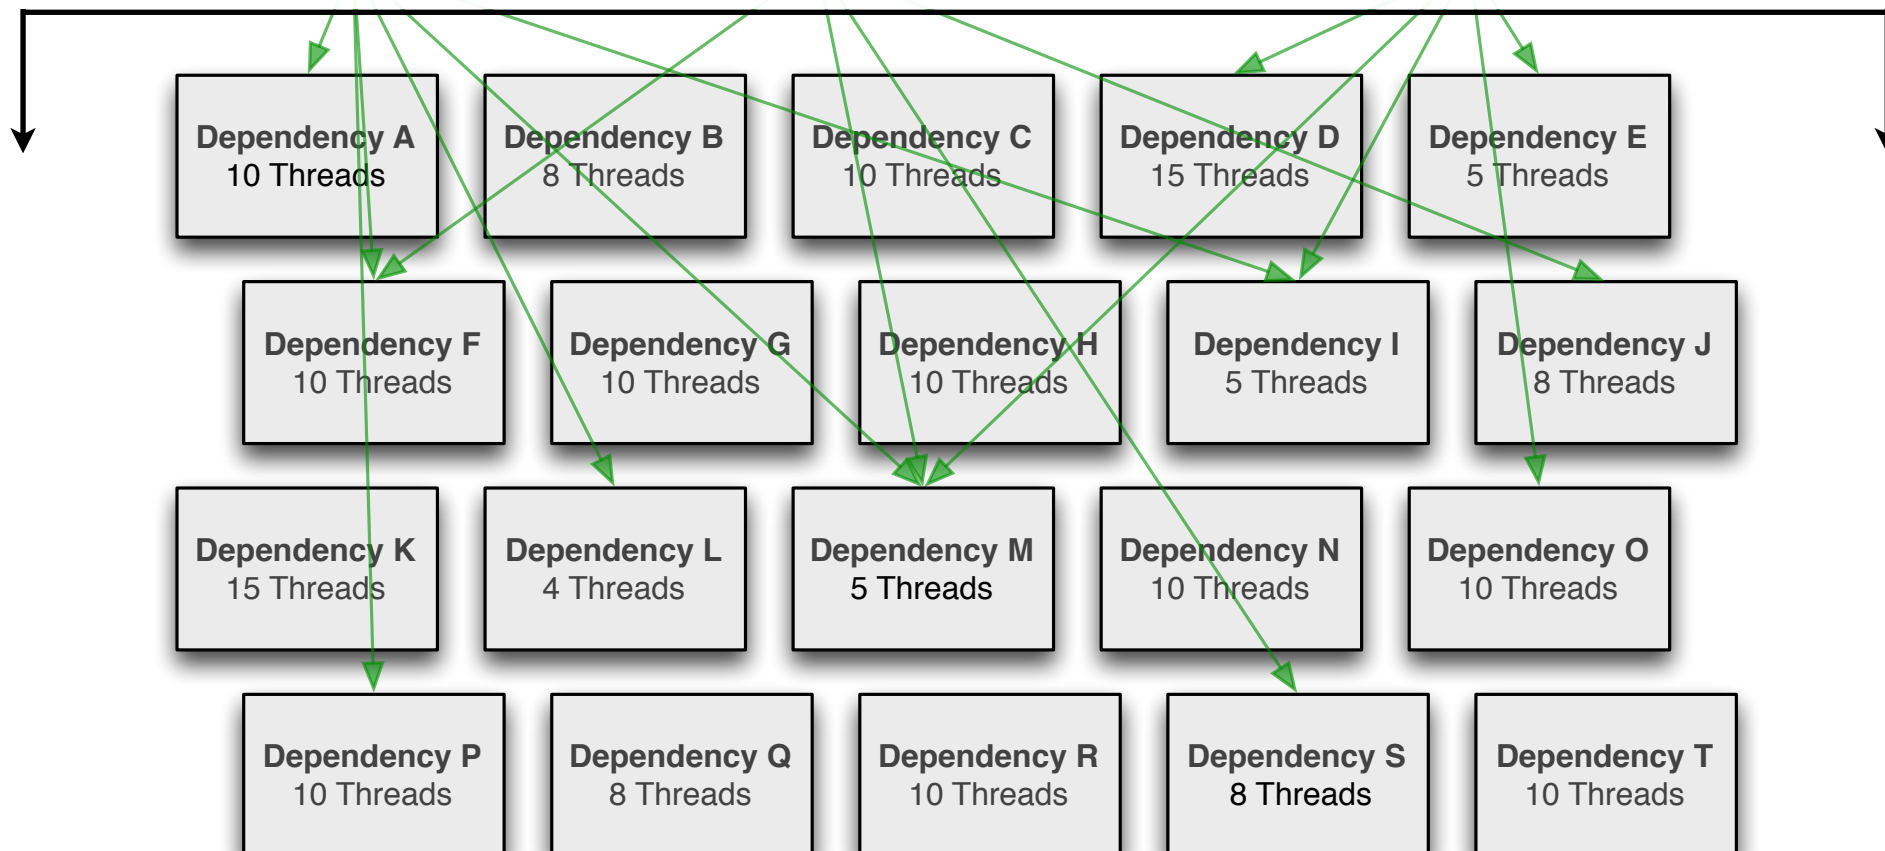 Dependency A
10 Threads
Dependency B
8 Threads
Dependency C
10 Threads
Dependency D
15 Threads
Dependency E
5 Threads
Dependency F
10 Threads
Dependency G
10 Threads
Dependency H
10 Threads
Dependency I
5 Threads
Dependency J
8 Threads
Dependency K
15 Threads
Dependency L
4 Threads
Dependency M
5 Threads
Dependency N
10 Threads
Dependency O
10 Threads
Dependency P
10 Threads
Dependency Q
8 Threads
Dependency R
10 Threads
Dependency S
8 Threads
Dependency T
10 Threads